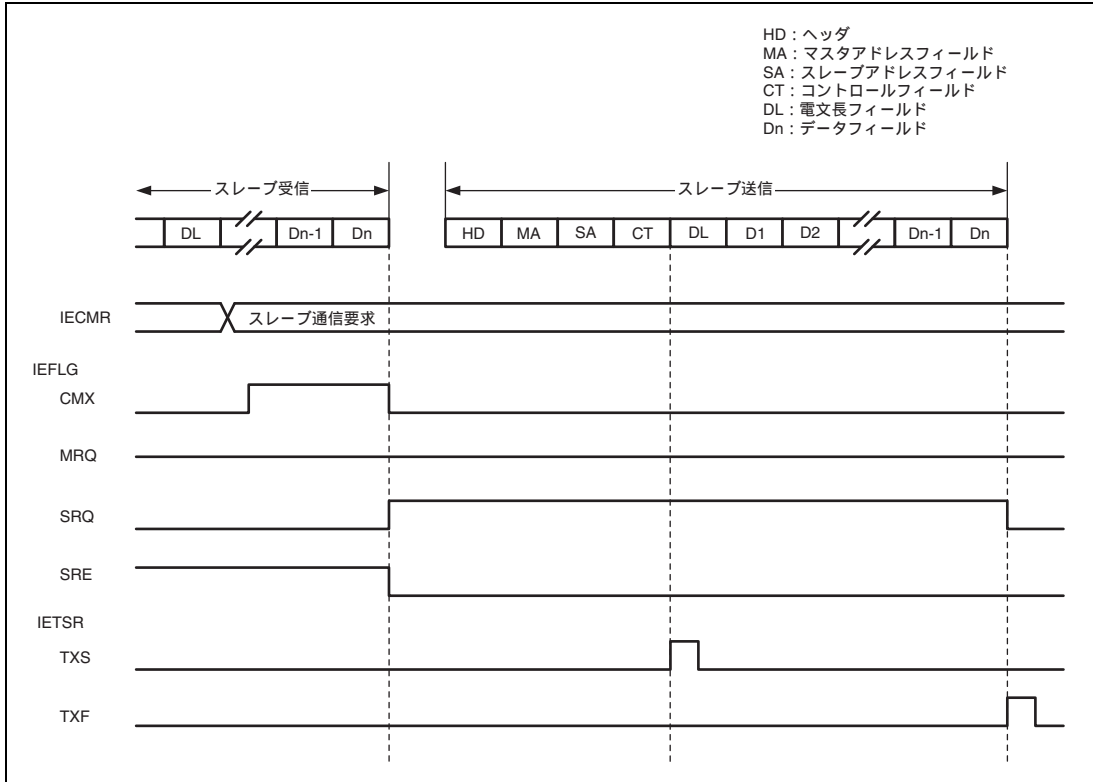 HD：ヘッダ
MA：マスタアドレスフィールド
SA：スレーブアドレスフィールド
CT：コントロールフィールド
DL：電文長フィールド
Dn：データフィールド
スレーブ受信
スレーブ送信
DL
Dn-1
Dn
HD
MA
SA
CT
DL
D1
D2
Dn-1
Dn
IECMR
スレーブ通信要求
IEFLG
CMX
MRQ
SRQ
SRE
IETSR
TXS
TXF